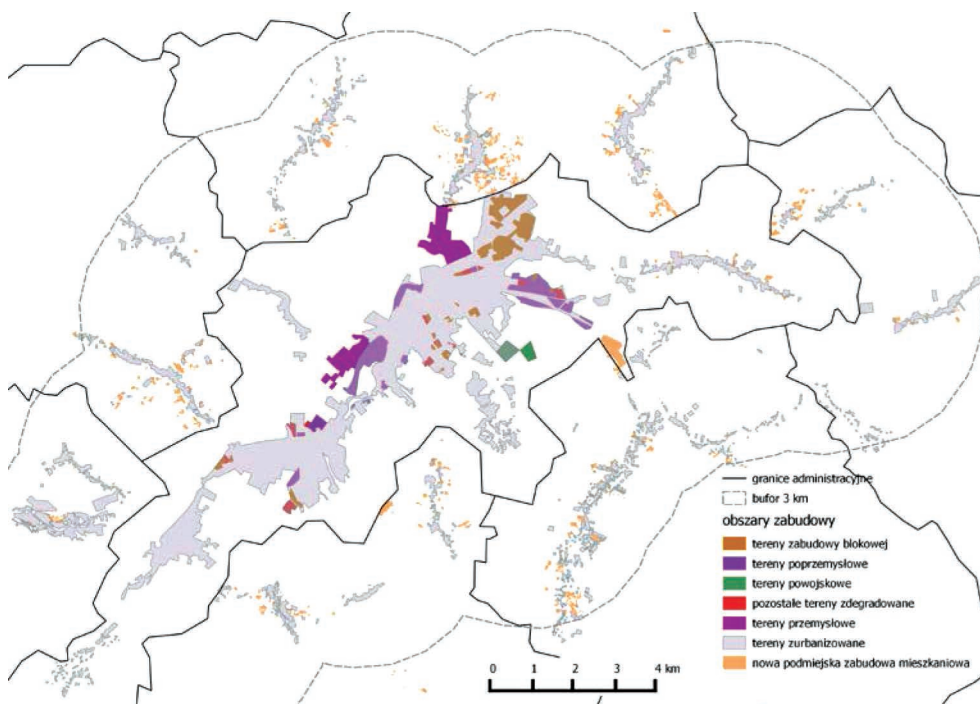 granice administracyjne
bufor 3 km
obszary zabudowy
tereny zabudowy blokowej
tereny poprzemysłowe
tereny powojskowe
pozostałe tereny zdegradowane
tereny przemysłowe
tereny zurbanizowane
nowa podmiejska zabudowa mieszkaniowa
0 1 2 3 4 km